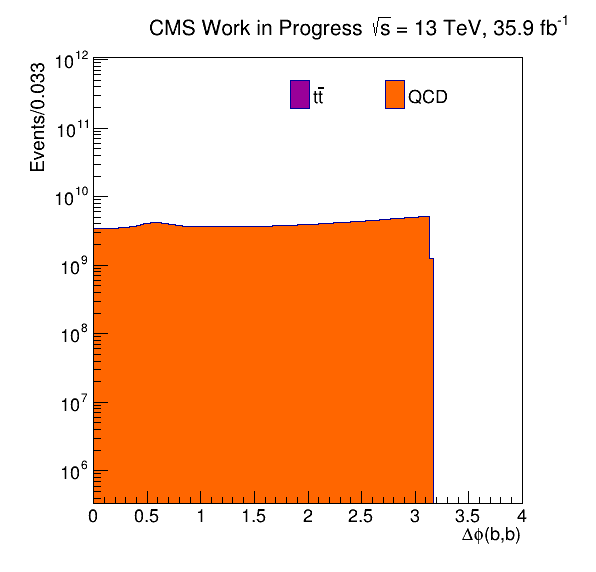 CMS Work in Progress √s = 13 TeV, 35.9 fb⁻¹
Events/0.033
tt̄
QCD
10¹²
10¹¹
10¹⁰
10⁹
10⁸
10⁷
10⁶
0 0.5 1 1.5 2 2.5 3 3.5 4
Δϕ(b,b)